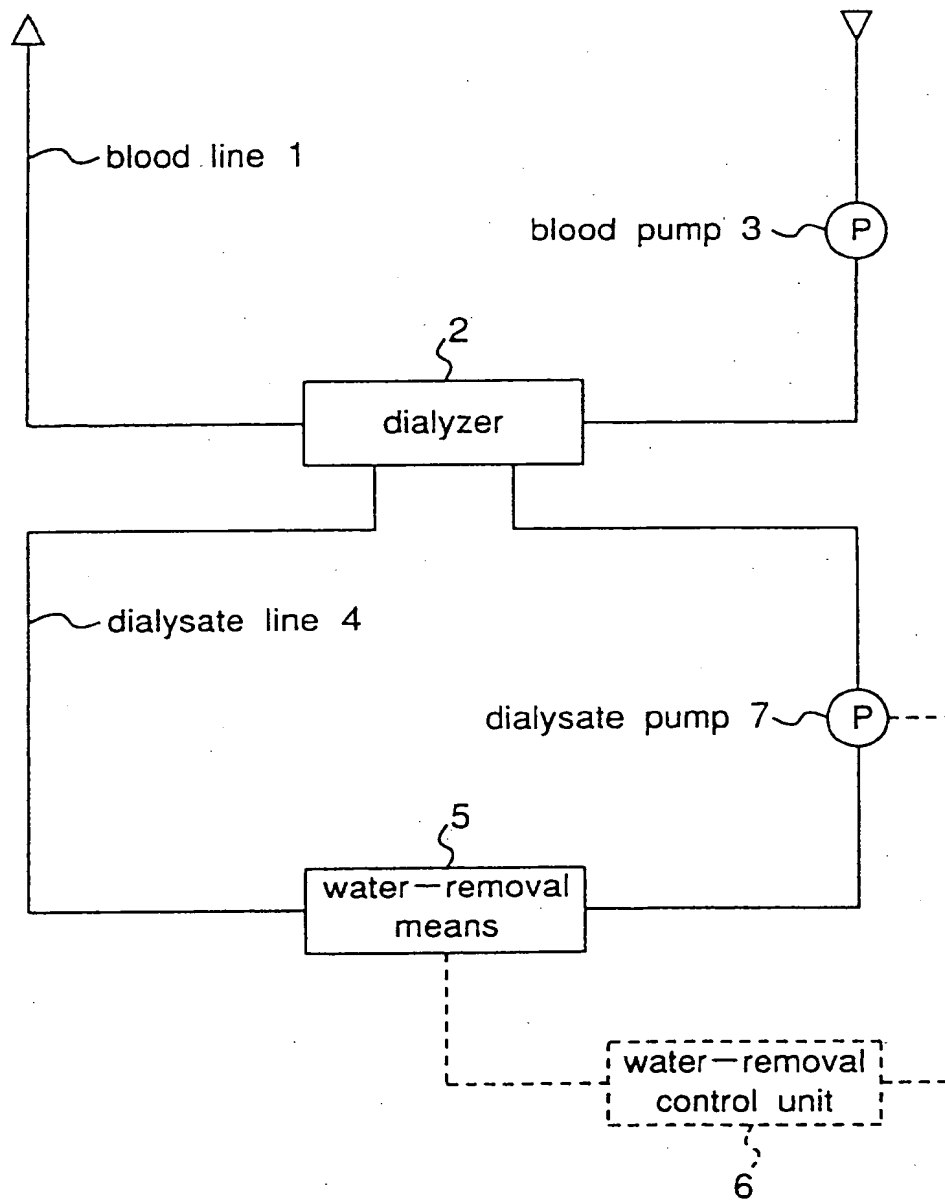 blood line 1
blood pump 3
P
2
dialyzer
dialysate line 4
dialysate pump 7
P
5
water-removal
means
water-removal
control unit
6